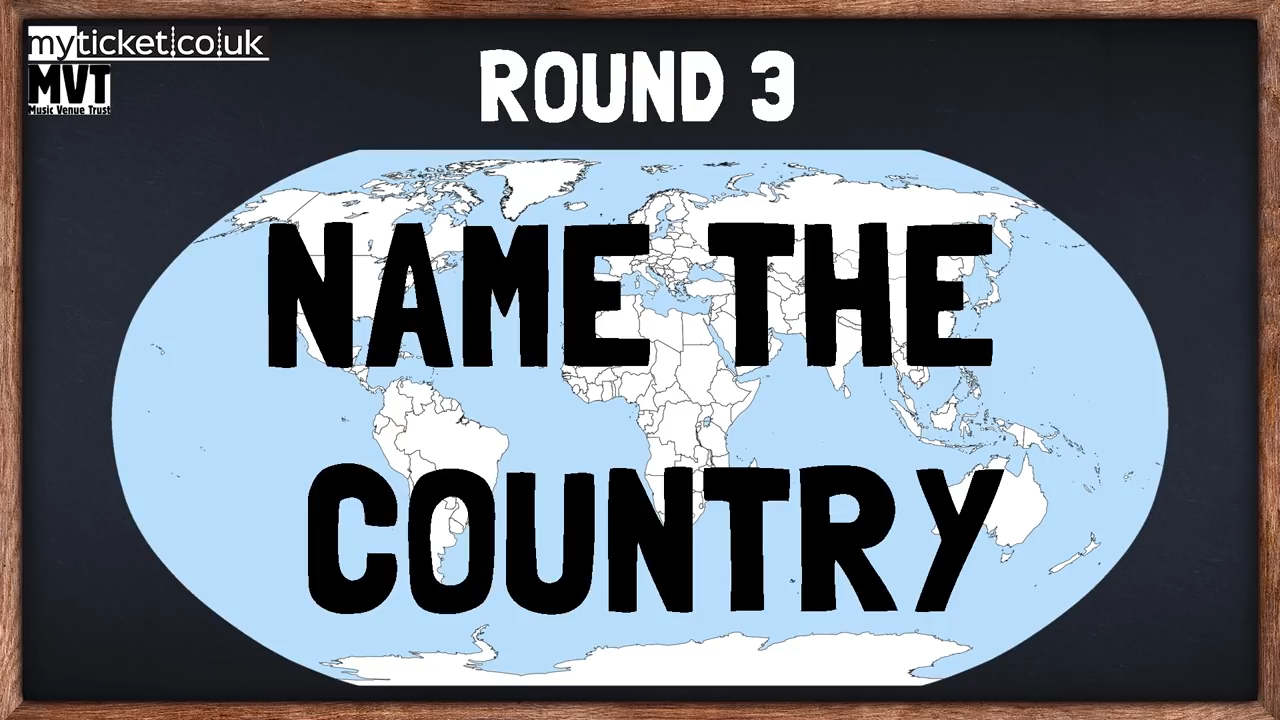 myticket.co.uk
MVT
Music Venue Trust
ROUND 3
NAME THE
COUNTRY